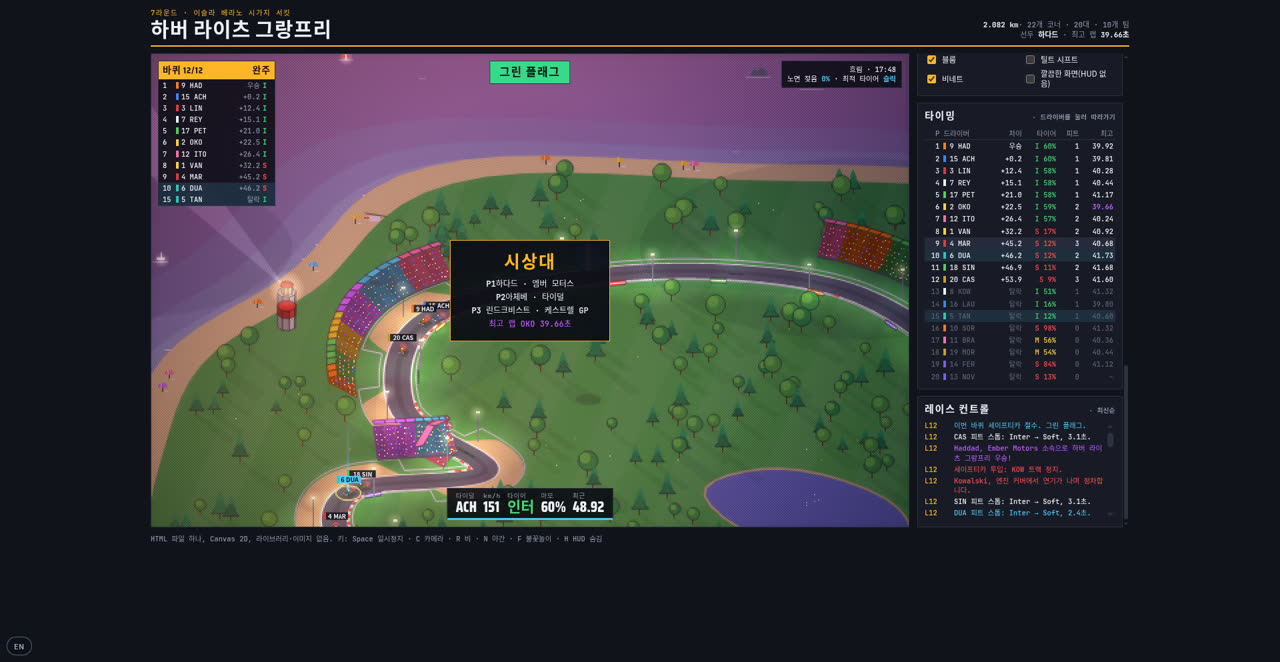 7라운드 · 이솔라 베라노 시가지 서킷
하버 라이츠 그랑프리
2.082 km · 22개 코너 · 20대 · 10개 팀
선두 하다드 · 최고 랩 39.66초
바퀴 12/12 완주
1 9 HAD 우승 I
2 15 ACH +0.2 I
3 3 LIN +12.4 I
4 7 REY +15.1 I
5 17 PET +21.0 I
6 2 OKO +22.5 I
7 12 ITO +26.4 I
8 1 VAN +32.2 S
9 4 MAR +45.2 S
10 6 DUA +46.2 S
15 5 TAN 탈락 I
그린 플래그
흐림 · 17:48
노면 젖음 0% · 최적 타이어 슬릭
시상대
P1하다드 · 엠버 모터스
P2아체베 · 타이덜
P3 린드크비스트 · 케스트렐 GP
최고 랩 OKO 39.66초
ACH
9 HAD
20 CAS
18 SIN
6 DUA
4 MAR
타이덜 km/h 타이어 마모 최근
ACH 151 인터 60% 48.92
블룸
틸트 시프트
비네트
깔끔한 화면(HUD 없음)
타이밍 · 드라이버를 눌러 따라가기
P 드라이버 차이 타이어 피트 최고
1 9 HAD 우승 I 60% 1 39.92
2 15 ACH +0.2 I 60% 1 39.81
3 3 LIN +12.4 I 58% 1 40.28
4 7 REY +15.1 I 58% 1 40.44
5 17 PET +21.0 I 58% 1 41.17
6 2 OKO +22.5 I 59% 2 39.66
7 12 ITO +26.4 I 57% 2 40.24
8 1 VAN +32.2 S 17% 2 40.92
9 4 MAR +45.2 S 12% 3 40.68
10 6 DUA +46.2 S 12% 2 41.73
11 18 SIN +46.9 S 11% 2 41.68
12 20 CAS +53.9 S 9% 3 41.60
13 8 KOW 탈락 I 51% 1 41.32
14 16 LAU 탈락 I 16% 1 39.80
15 5 TAN 탈락 I 12% 1 40.60
16 10 SOR 탈락 S 98% 0 41.32
17 11 BRA 탈락 M 56% 0 40.36
18 19 MOR 탈락 M 54% 0 40.44
19 14 FER 탈락 S 84% 0 41.12
20 13 NOV 탈락 S 13% 0 –
레이스 컨트롤 · 최신순
L12 이번 바퀴 세이프티카 철수. 그린 플래그.
L12 CAS 피트 스톱: Inter → Soft, 3.1초.
L12 Haddad, Ember Motors 소속으로 하버 라이츠 그랑프리 우승!
L12 세이프티카 투입: KOW 트랙 정지.
L12 Kowalski, 엔진 커버에서 연기가 나며 정차합니다.
L12 SIN 피트 스톱: Inter → Soft, 3.1초.
L12 DUA 피트 스톱: Inter → Soft, 2.4초.
HTML 파일 하나, Canvas 2D, 라이브러리·이미지 없음. 키: Space 일시정지 · C 카메라 · R 비 · N 야간 · F 불꽃놀이 · H HUD 숨김
EN